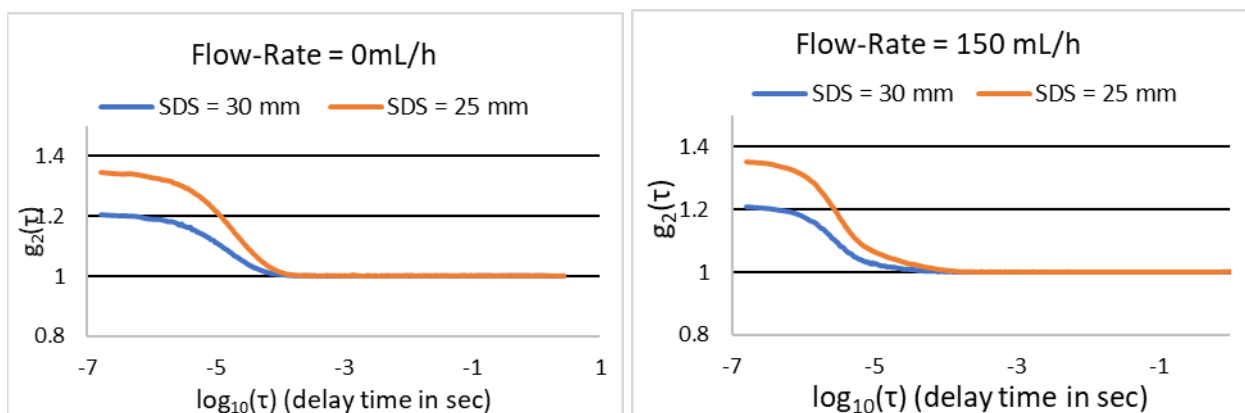 Flow-Rate = 0mL/h
SDS = 30 mm SDS = 25 mm
1.4
1.2
1
0.8
g₂(τ)
-7 -5 -3 -1 1
log₁₀(τ) (delay time in sec)
Flow-Rate = 150 mL/h
SDS = 30 mm SDS = 25 mm
1.4
1.2
1
0.8
g₂(τ)
-7 -5 -3 -1
log₁₀(τ) (delay time in sec)